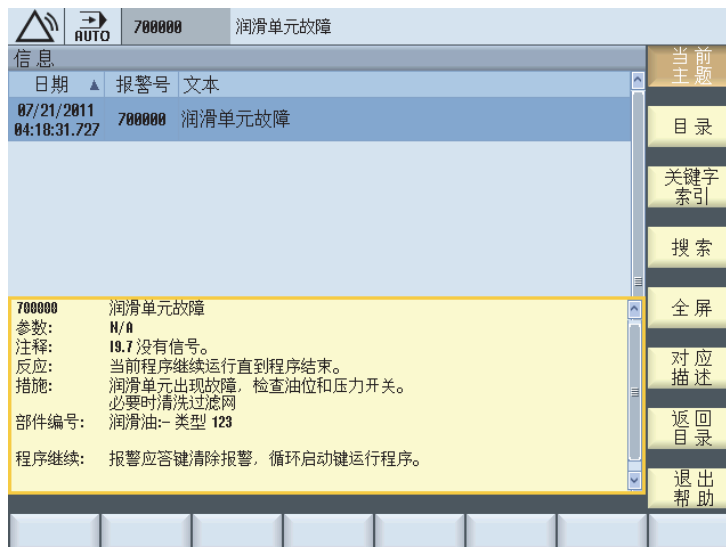 AUTO 700000 润滑单元故障
信息
日期 报警号 文本
07/21/2011
04:18:31.727
700000 润滑单元故障
700000 润滑单元故障
参数: N/A
注释: I9.7 没有信号。
反应: 当前程序继续运行直到程序结束。
措施: 润滑单元出现故障, 检查油位和压力开关。
必要时清洗过滤网
部件编号: 润滑油:- 类型 123
程序继续: 报警应答键清除报警, 循环启动键运行程序。
当前
主题
目录
关键字
索引
搜索
全屏
对应
描述
返回
目录
退出
帮助